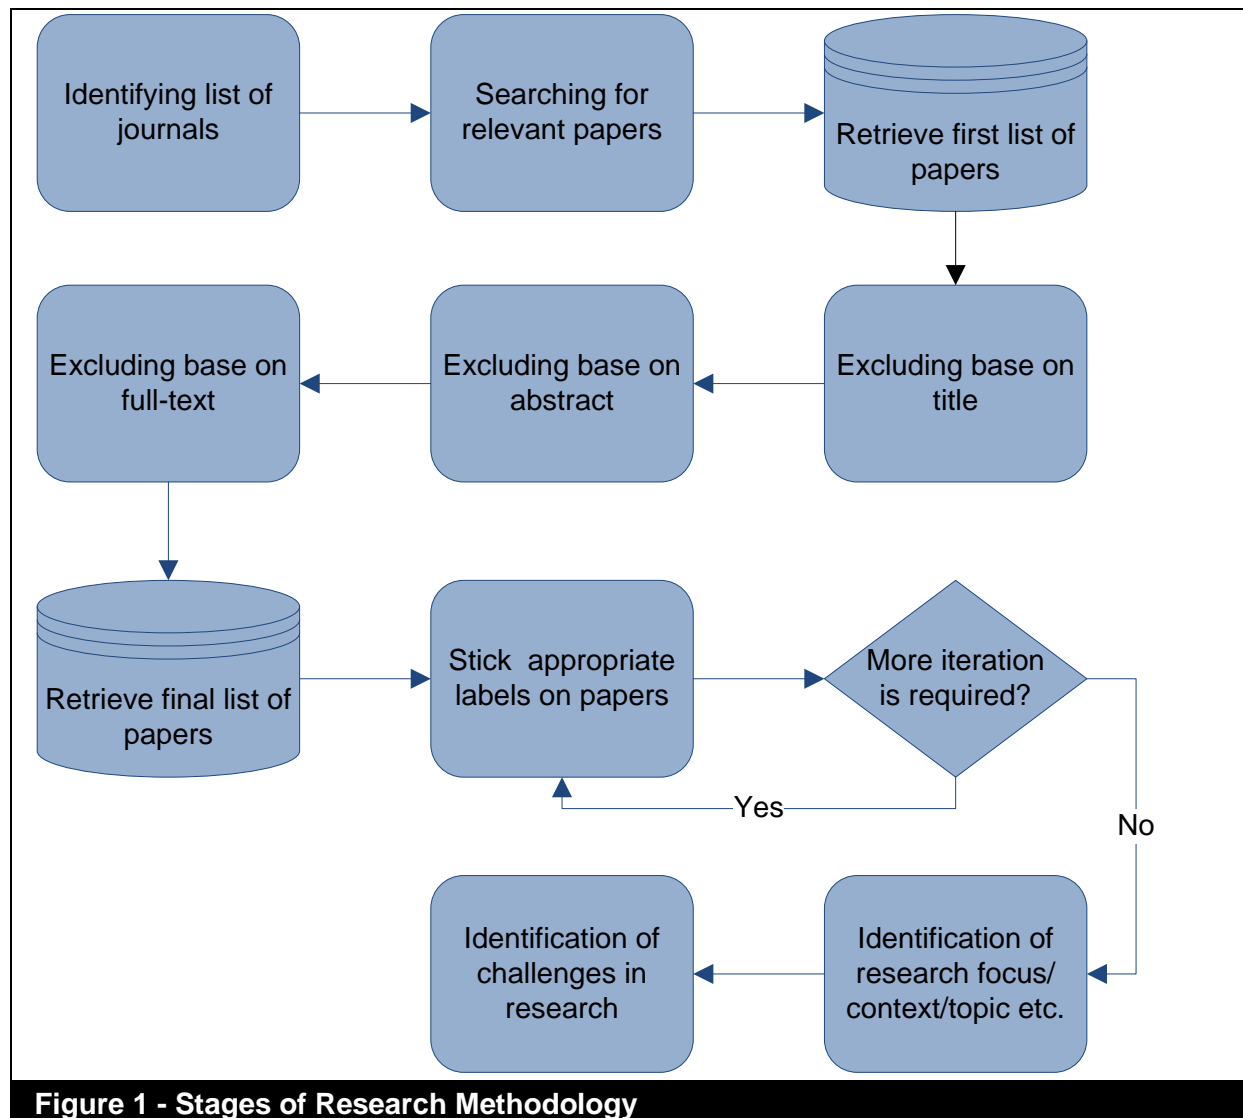 Identifying list of
journals
Searching for
relevant papers
Retrieve first list of
papers
Excluding base on
full-text
Excluding base on
abstract
Excluding base on
title
Retrieve final list of
papers
Stick appropriate
labels on papers
More iteration
is required?
Yes
No
Identification of
challenges in
research
Identification of
research focus/
context/topic etc.
Figure 1 - Stages of Research Methodology